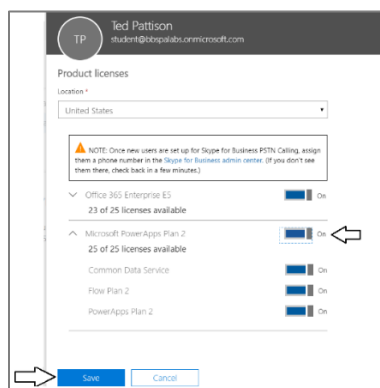 TP
Ted Pattison
student@bbspalabs.onmicrosoft.com
Product licenses
Location *
United States
NOTE: Once new users are set up for Skype for Business PSTN Calling, assign
them a phone number in the Skype for Business admin center. (If you don't see
them there, check back in a few minutes.)
Office 365 Enterprise E5 On
23 of 25 licenses available
Microsoft PowerApps Plan 2 On
25 of 25 licenses available
Common Data Service On
Flow Plan 2 On
PowerApps Plan 2 On
Save Cancel